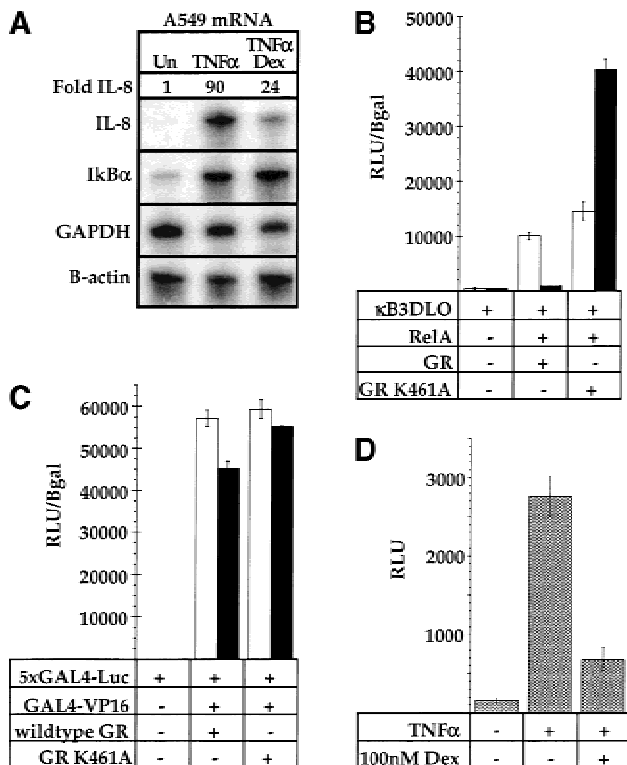 A
A549 mRNA
Un TNFα TNFα Dex
Fold IL-8 1 90 24
IL-8
IkBα
GAPDH
B-actin
B
RLU/Bgal
50000
40000
30000
20000
10000
κB3DLO + + +
RelA - + +
GR - + -
GR K461A - - +
C
RLU/Bgal
60000
50000
40000
30000
20000
10000
5xGAL4-Luc + + +
GAL4-VP16 - + +
wildtype GR - + -
GR K461A - - +
D
RLU
3000
2000
1000
TNFα - + +
100nM Dex - - +